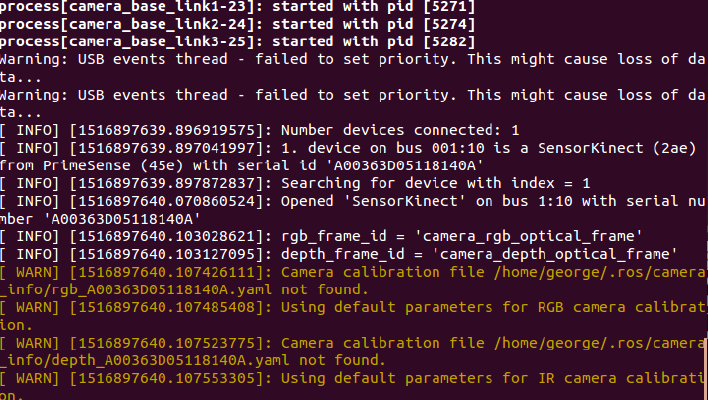 process[camera_base_link1-23]: started with pid [5271]
process[camera_base_link2-24]: started with pid [5274]
process[camera_base_link3-25]: started with pid [5282]
Warning: USB events thread - failed to set priority. This might cause loss of da
ta...
Warning: USB events thread - failed to set priority. This might cause loss of da
ta...
[ INFO] [1516897639.896919575]: Number devices connected: 1
[ INFO] [1516897639.897041997]: 1. device on bus 001:10 is a SensorKinect (2ae)
from PrimeSense (45e) with serial id 'A00363D05118140A'
[ INFO] [1516897639.897872837]: Searching for device with index = 1
[ INFO] [1516897640.070860524]: Opened 'SensorKinect' on bus 1:10 with serial nu
mber 'A00363D05118140A'
[ INFO] [1516897640.103028621]: rgb_frame_id = 'camera_rgb_optical_frame'
[ INFO] [1516897640.103127095]: depth_frame_id = 'camera_depth_optical_frame'
[ WARN] [1516897640.107426111]: Camera calibration file /home/george/.ros/camera
_info/rgb_A00363D05118140A.yaml not found.
[ WARN] [1516897640.107485408]: Using default parameters for RGB camera calibrat
ion.
[ WARN] [1516897640.107523775]: Camera calibration file /home/george/.ros/camera
_info/depth_A00363D05118140A.yaml not found.
[ WARN] [1516897640.107553305]: Using default parameters for IR camera calibrati
on.